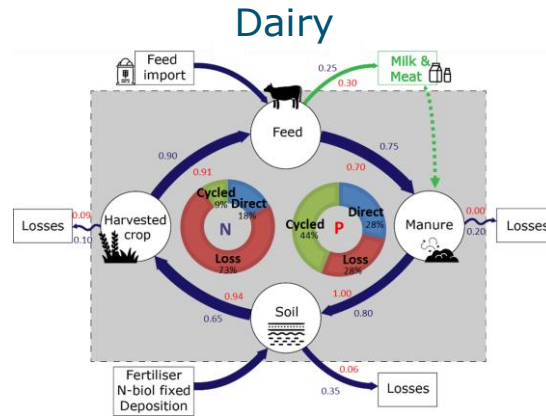 Dairy
Feed
import
0.25
0.30
Milk &
Meat
Feed
0.90
0.91
0.75
0.70
Cycled
9%
Direct
18%
N
Loss
73%
Cycled
44%
Direct
28%
P
Loss
28%
Losses
0.09
0.10
Harvested
crop
Manure
0.00
0.20
Losses
0.94
0.65
Soil
1.00
0.80
Fertiliser
N-biol fixed
Deposition
0.06
0.35
Losses